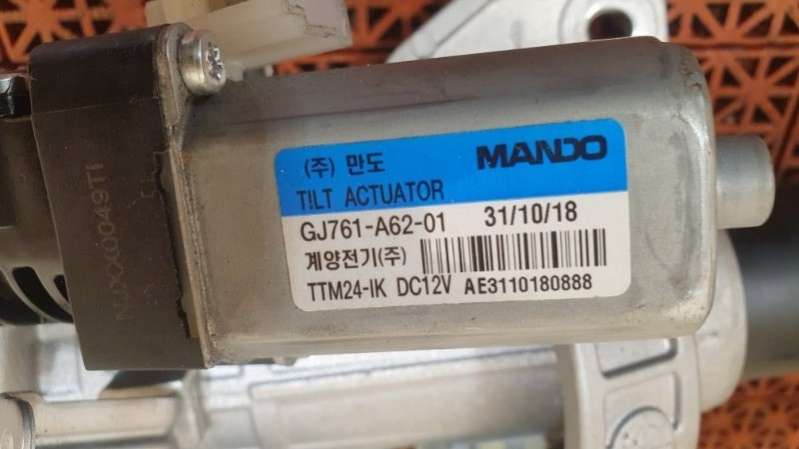 (주) 만도 MANDO
TILT ACTUATOR
GJ761-A62-01 31/10/18
계양전기(주)
TTM24-IK DC12V AE3110180888